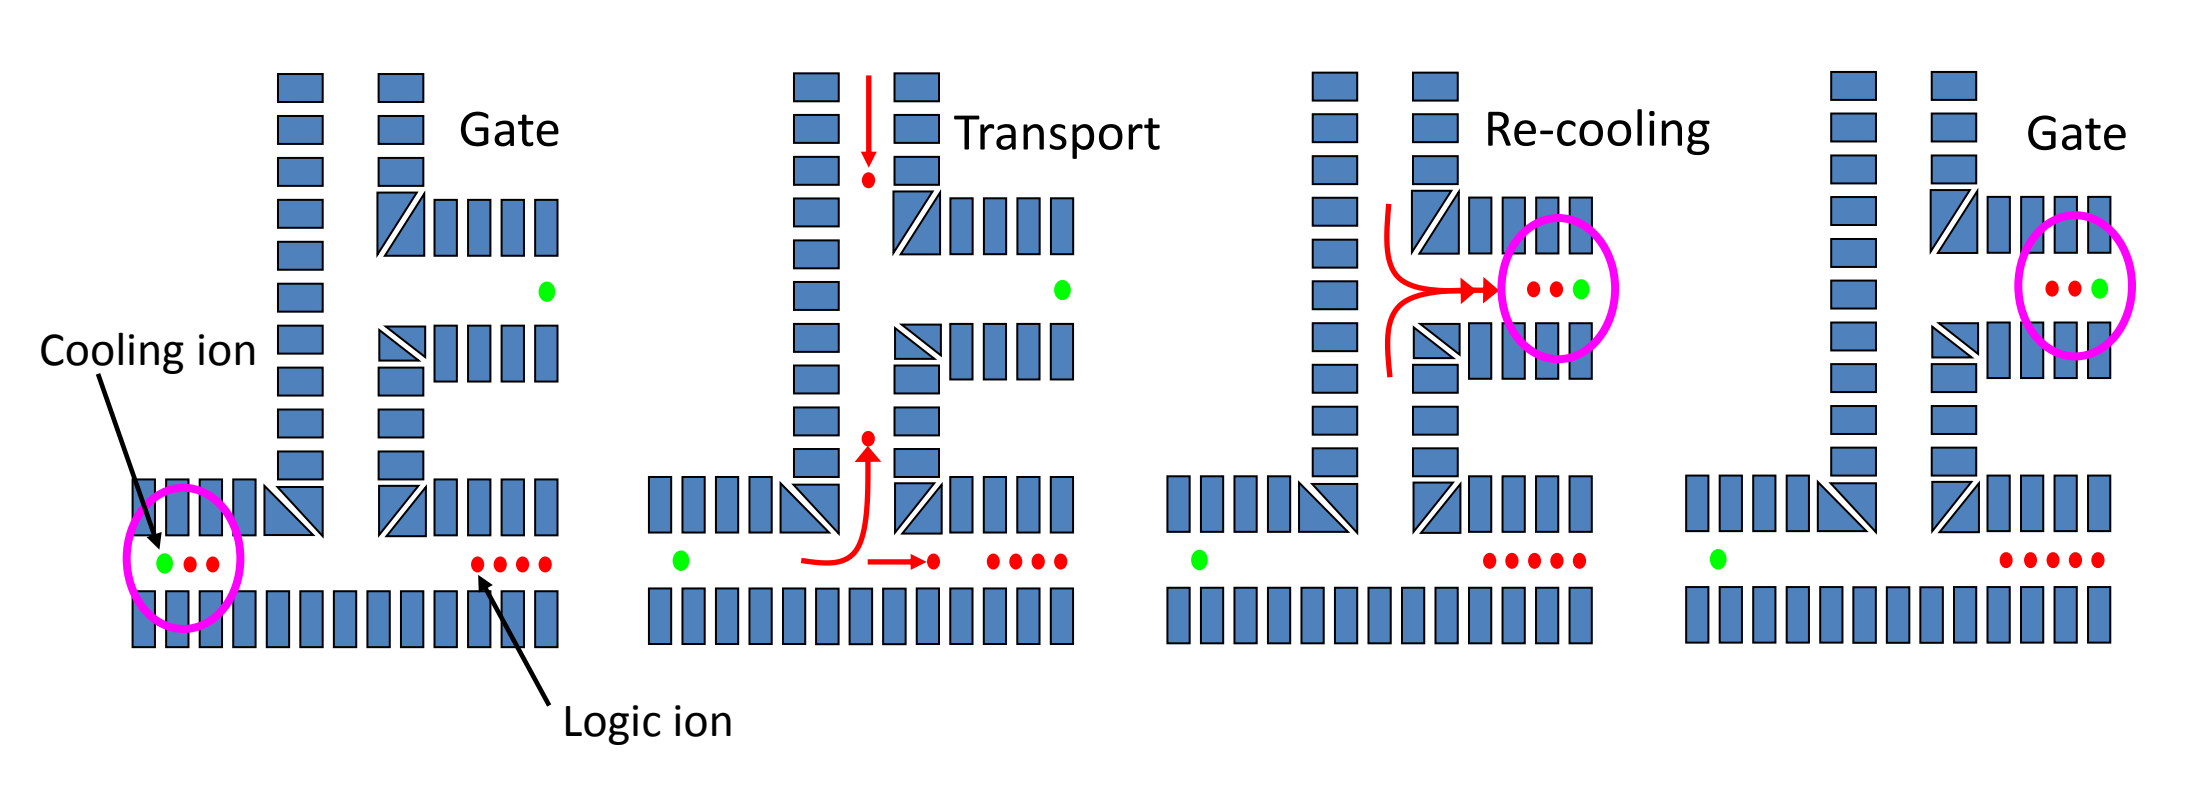 Gate
Transport
Re-cooling
Gate
Cooling ion
Logic ion